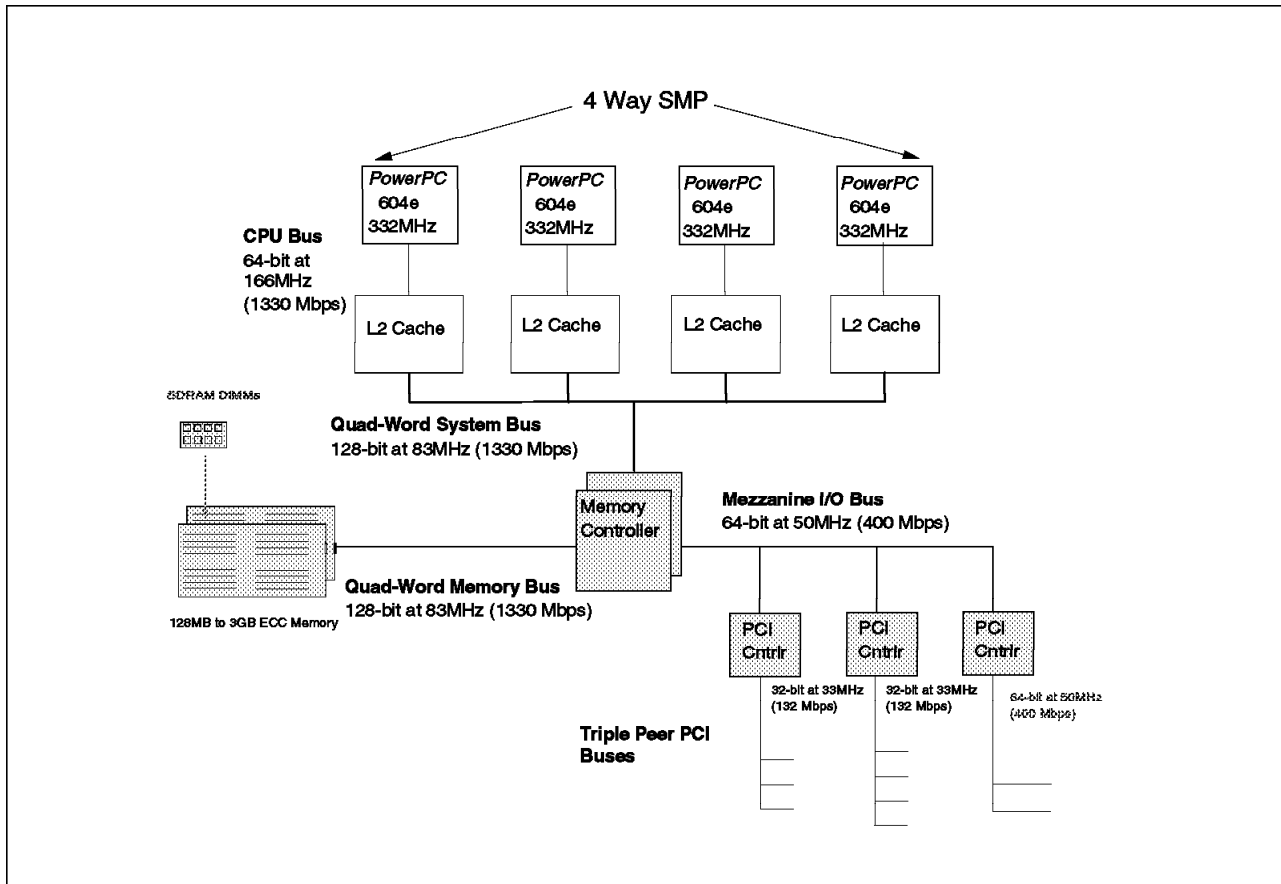 4 Way SMP
PowerPC
604e
332MHz
PowerPC
604e
332MHz
PowerPC
604e
332MHz
PowerPC
604e
332MHz
CPU Bus
64-bit at
166MHz
(1330 Mbps)
L2 Cache
L2 Cache
L2 Cache
L2 Cache
SDRAM DIMMs
Quad-Word System Bus
128-bit at 83MHz (1330 Mbps)
Memory
Controller
Mezzanine I/O Bus
64-bit at 50MHz (400 Mbps)
Quad-Word Memory Bus
128-bit at 83MHz (1330 Mbps)
128MB to 3GB ECC Memory
PCI
Cntrlr
PCI
Cntrlr
PCI
Cntrlr
32-bit at 33MHz
(132 Mbps)
32-bit at 33MHz
(132 Mbps)
64-bit at 50MHz
(400 Mbps)
Triple Peer PCI
Buses